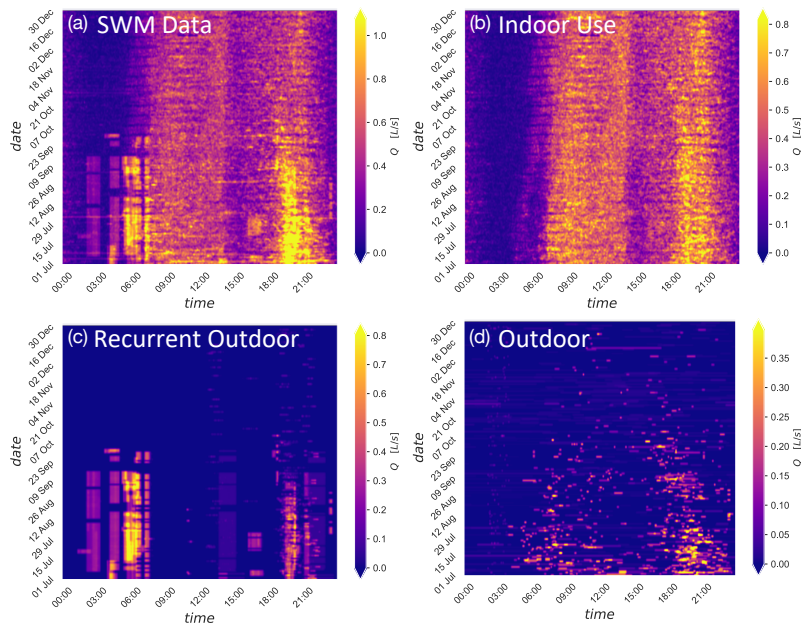 (a) SWM Data
30 Dec
16 Dec
02 Dec
18 Nov
04 Nov
21 Oct
07 Oct
23 Sep
09 Sep
26 Aug
12 Aug
29 Jul
15 Jul
01 Jul
date
00:00
03:00
06:00
09:00
12:00
15:00
18:00
21:00
time
1.0
0.8
0.6
0.4
0.2
0.0
Q [L/s]
(b) Indoor Use
30 Dec
16 Dec
02 Dec
18 Nov
04 Nov
21 Oct
07 Oct
23 Sep
09 Sep
26 Aug
12 Aug
29 Jul
15 Jul
01 Jul
date
00:00
03:00
06:00
09:00
12:00
15:00
18:00
21:00
time
0.8
0.7
0.6
0.5
0.4
0.3
0.2
0.1
0.0
Q [L/s]
(c) Recurrent Outdoor
30 Dec
16 Dec
02 Dec
18 Nov
04 Nov
21 Oct
07 Oct
23 Sep
09 Sep
26 Aug
12 Aug
29 Jul
15 Jul
01 Jul
date
00:00
03:00
06:00
09:00
12:00
15:00
18:00
21:00
time
0.8
0.7
0.6
0.5
0.4
0.3
0.2
0.1
0.0
Q [L/s]
(d) Outdoor
30 Dec
16 Dec
02 Dec
18 Nov
04 Nov
21 Oct
07 Oct
23 Sep
09 Sep
26 Aug
12 Aug
29 Jul
15 Jul
01 Jul
date
00:00
03:00
06:00
09:00
12:00
15:00
18:00
21:00
time
0.35
0.30
0.25
0.20
0.15
0.10
0.05
0.00
Q [L/s]